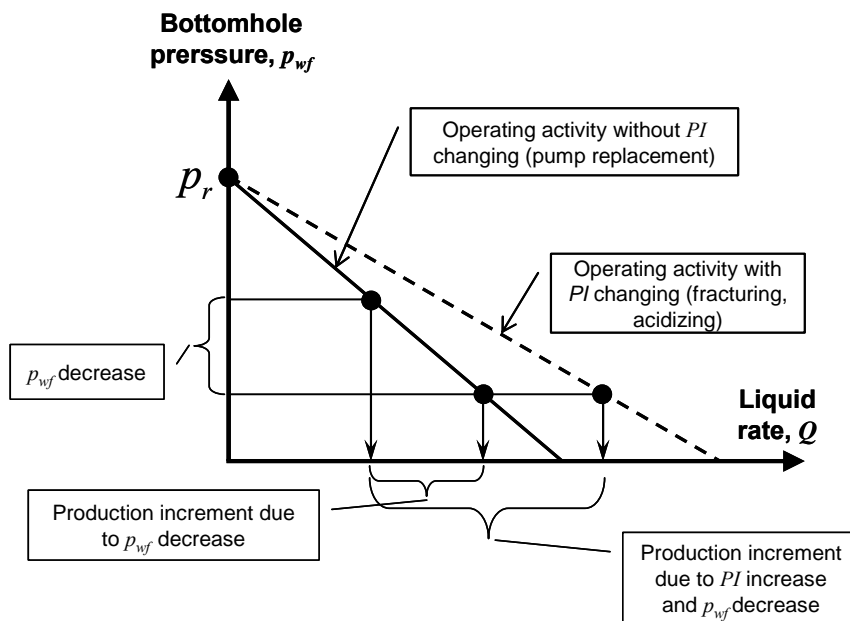 Bottomhole
prerssure, pwf
Operating activity without PI
changing (pump replacement)
pr
Operating activity with
PI changing (fracturing,
acidizing)
pwf decrease
Liquid
rate, Q
Production increment due
to pwf decrease
Production increment
due to PI increase
and pwf decrease